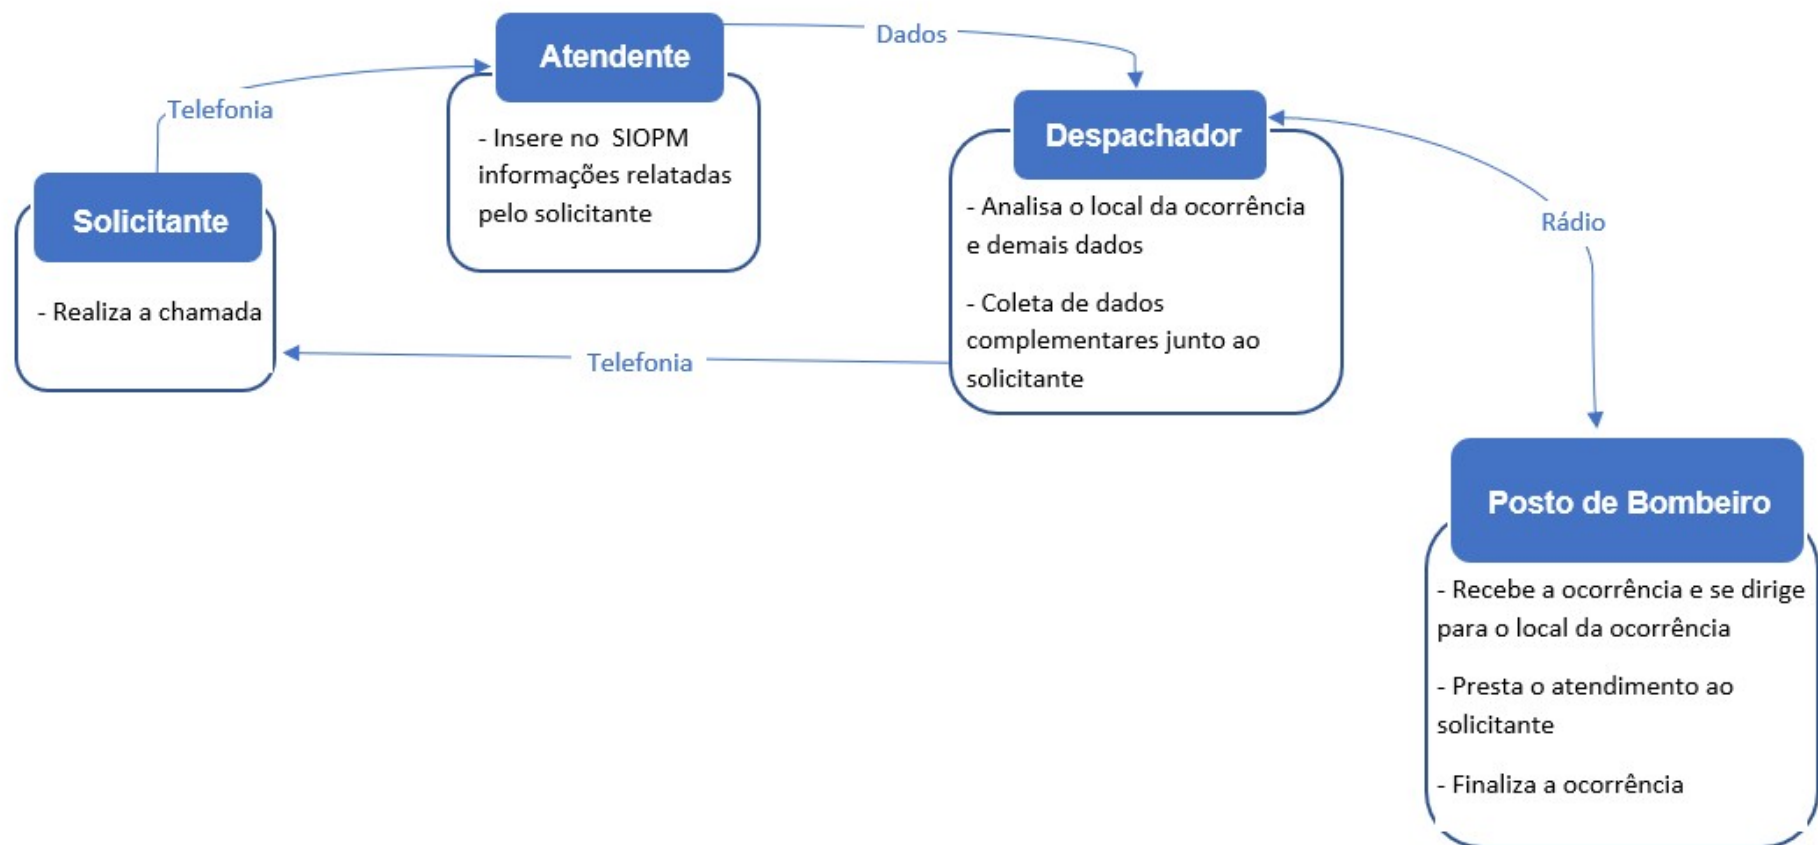 Solicitante
- Realiza a chamada
Telefonia
Atendente
- Insere no SIOPM
informações relatadas
pelo solicitante
Dados
Despachador
- Analisa o local da ocorrência
e demais dados
- Coleta de dados
complementares junto ao
solicitante
Telefonia
Rádio
Posto de Bombeiro
- Recebe a ocorrência e se dirige
para o local da ocorrência
- Presta o atendimento ao
solicitante
- Finaliza a ocorrência